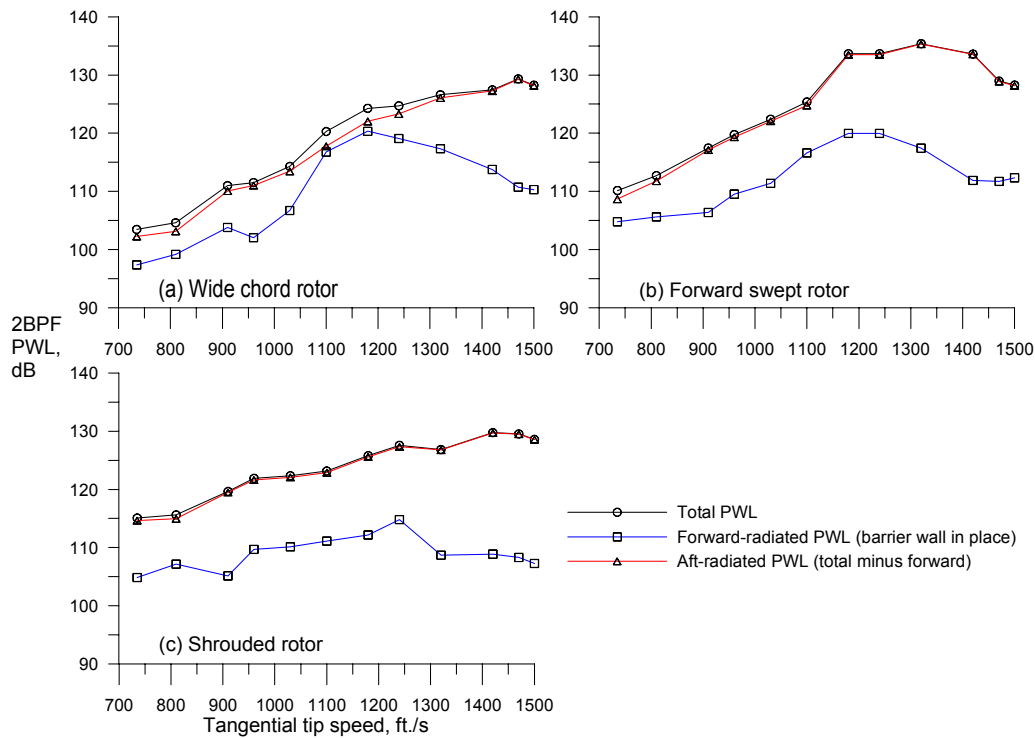 140
130
120
110
100
90
(a) Wide chord rotor
700 800 900 1000 1100 1200 1300 1400 1500
140
130
120
110
100
90
(b) Forward swept rotor
700 800 900 1000 1100 1200 1300 1400 1500
2BPF
PWL,
dB
140
130
120
110
100
90
(c) Shrouded rotor
700 800 900 1000 1100 1200 1300 1400 1500
Tangential tip speed, ft./s
Total PWL
Forward-radiated PWL (barrier wall in place)
Aft-radiated PWL (total minus forward)